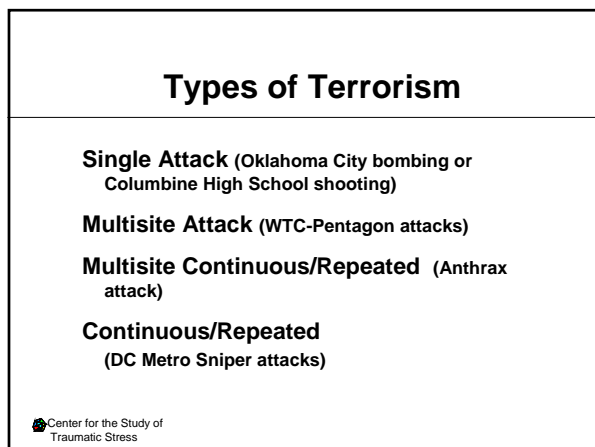 Types of Terrorism
Single Attack (Oklahoma City bombing or
Columbine High School shooting)
Multisite Attack (WTC-Pentagon attacks)
Multisite Continuous/Repeated (Anthrax
attack)
Continuous/Repeated
(DC Metro Sniper attacks)
Center for the Study of
Traumatic Stress